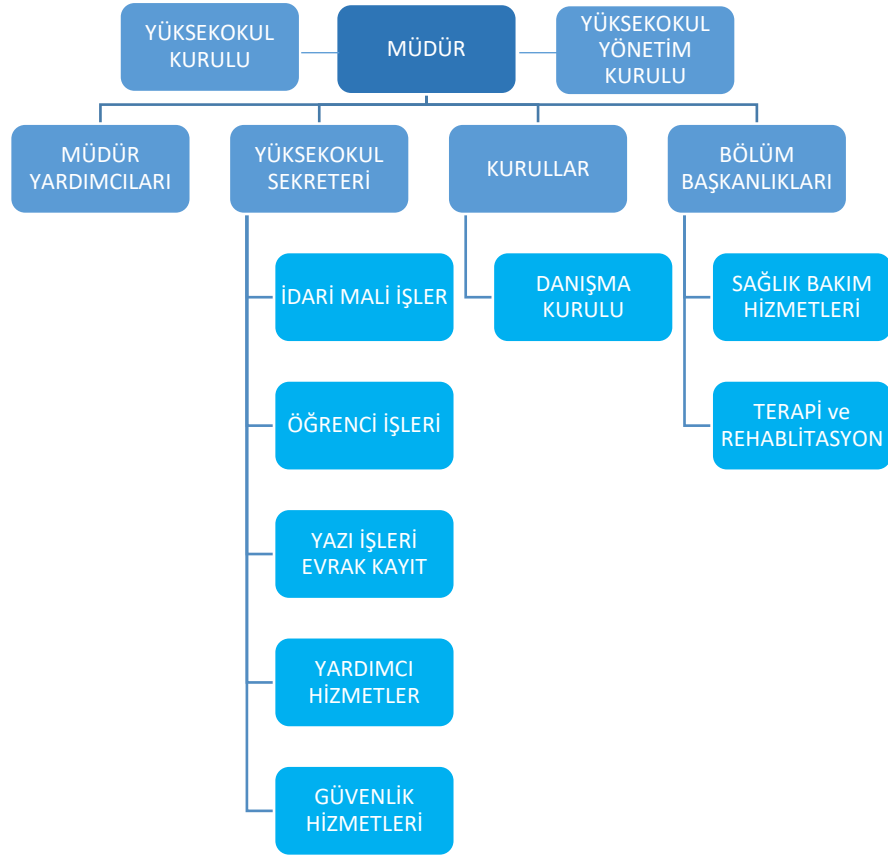 YÜKSEKOKUL
KURULU
MÜDÜR
YÜKSEKOKUL
YÖNETİM
KURULU
MÜDÜR
YARDIMCILARI
YÜKSEKOKUL
SEKRETERİ
KURULLAR
BÖLÜM
BAŞKANLIKLARI
İDARİ MALİ İŞLER
DANIŞMA
KURULU
SAĞLIK BAKIM
HİZMETLERİ
ÖĞRENCİ İŞLERİ
TERAPİ ve
REHABLİTASYON
YAZI İŞLERİ
EVRAK KAYIT
YARDIMCI
HİZMETLER
GÜVENLİK
HİZMETLERİ